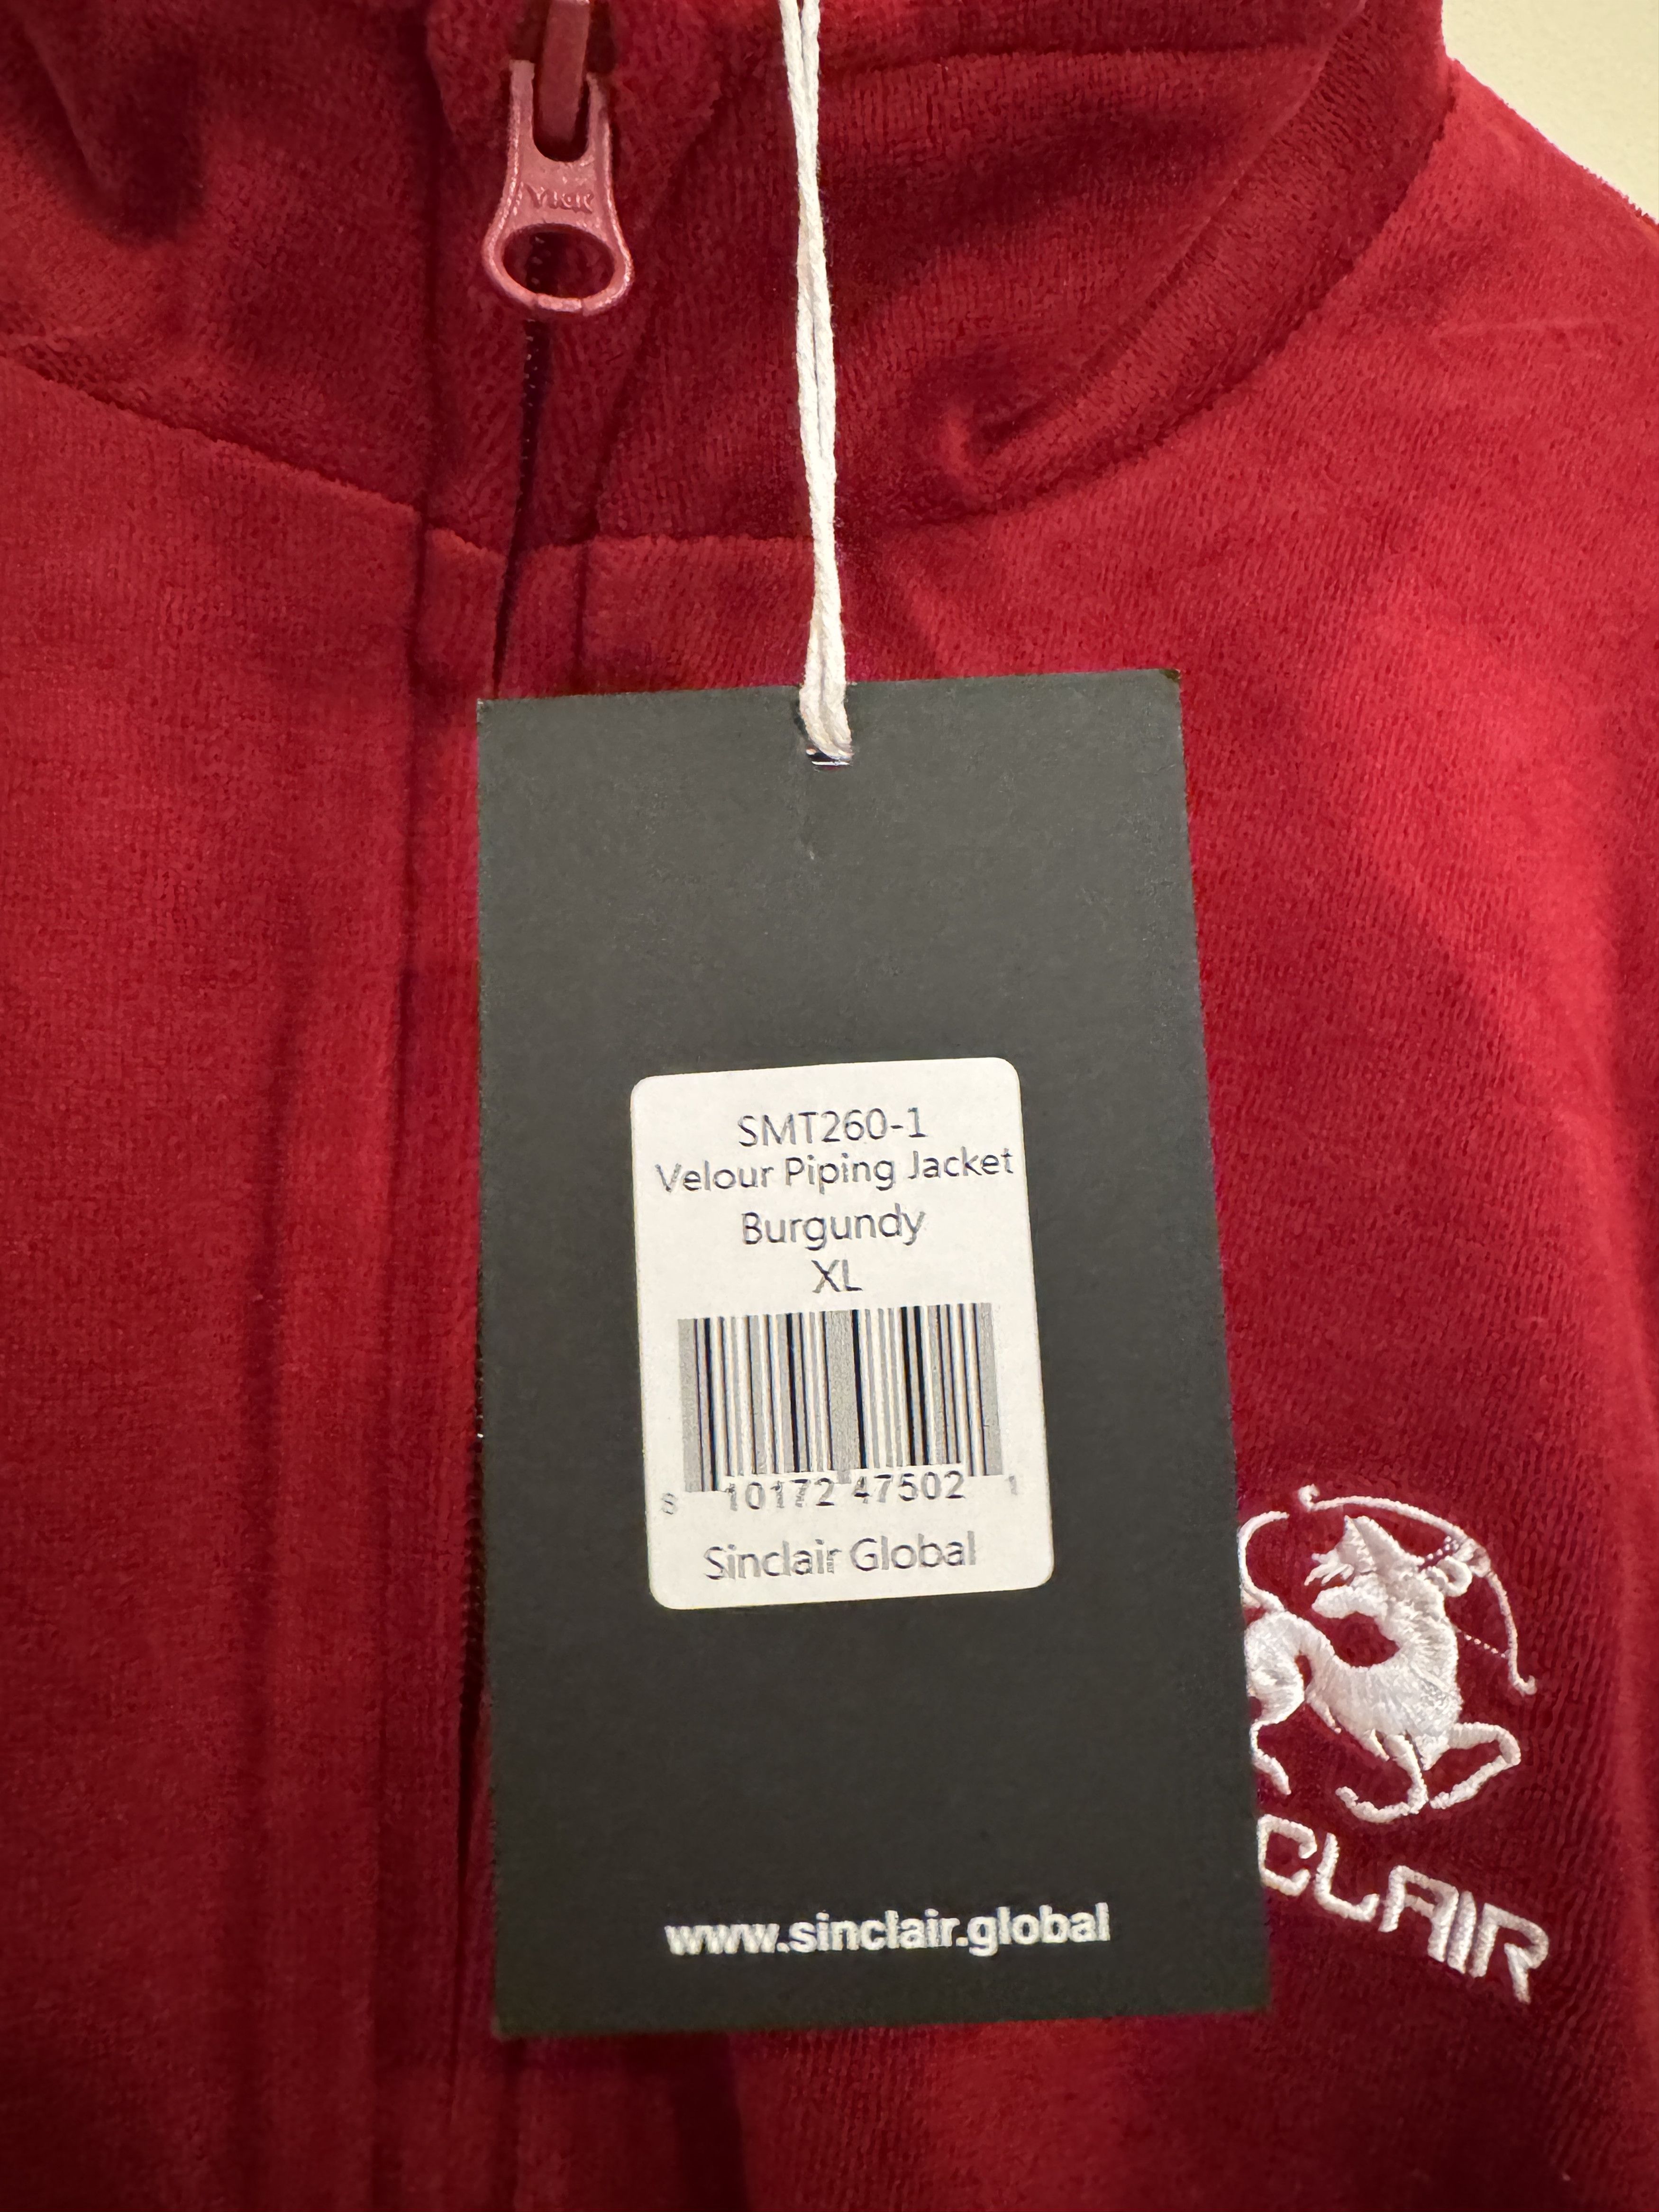 YKK
SMT260-1
Velour Piping Jacket
Burgundy
XL
8 10172 47502 1
Sinclair Global
CLAIR
www.sinclair.global